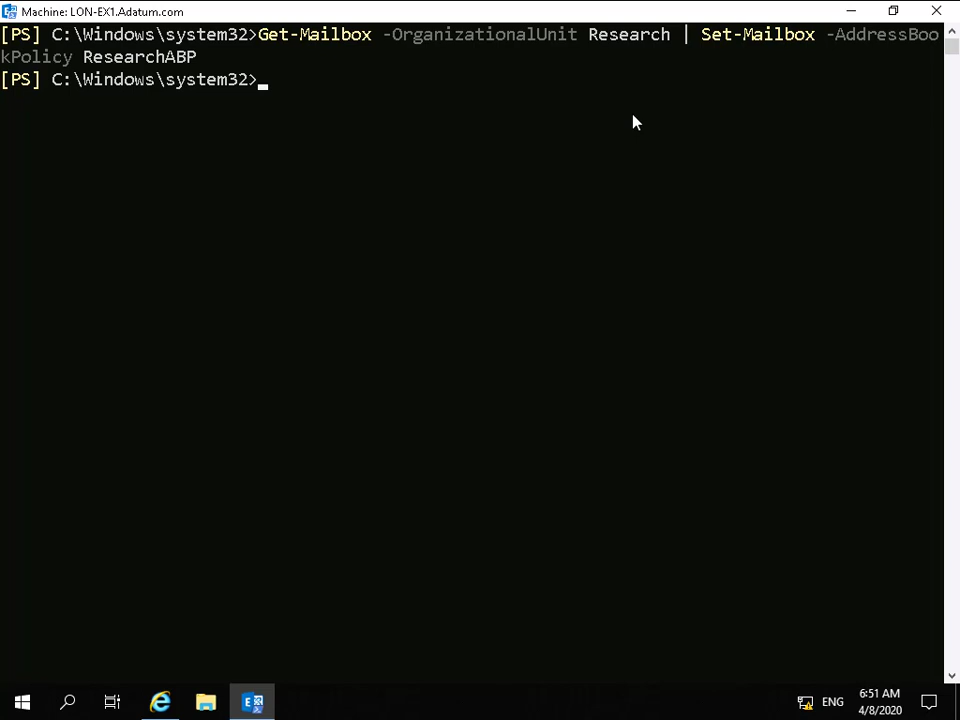 Machine: LON-EX1.Adatum.com
[PS] C:\Windows\system32>Get-Mailbox -OrganizationalUnit Research | Set-Mailbox -AddressBoo
kPolicy ResearchABP
[PS] C:\Windows\system32>
ENG
6:51 AM
4/8/2020